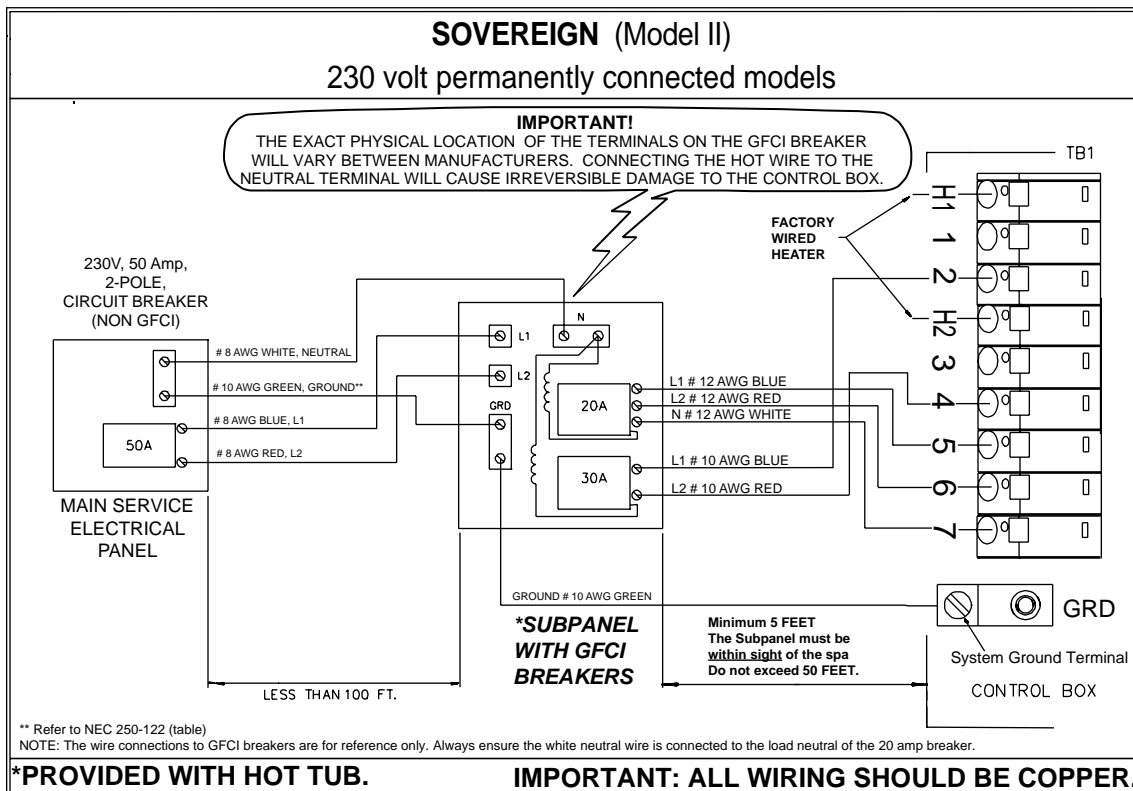 SOVEREIGN (Model II)
230 volt permanently connected models
IMPORTANT!
THE EXACT PHYSICAL LOCATION OF THE TERMINALS ON THE GFCI BREAKER
WILL VARY BETWEEN MANUFACTURERS. CONNECTING THE HOT WIRE TO THE
NEUTRAL TERMINAL WILL CAUSE IRREVERSIBLE DAMAGE TO THE CONTROL BOX.
TB1
H1
1
2
H2
3
4
5
6
7
FACTORY
WIRED
HEATER
230V, 50 Amp,
2-POLE,
CIRCUIT BREAKER
(NON GFCI)
# 8 AWG WHITE, NEUTRAL
# 10 AWG GREEN, GROUND**
# 8 AWG BLUE, L1
# 8 AWG RED, L2
50A
MAIN SERVICE
ELECTRICAL
PANEL
N
L1
L2
GRD
20A
30A
L1 # 12 AWG BLUE
L2 # 12 AWG RED
N # 12 AWG WHITE
L1 # 10 AWG BLUE
L2 # 10 AWG RED
GROUND # 10 AWG GREEN
*SUBPANEL
WITH GFCI
BREAKERS
Minimum 5 FEET
The Subpanel must be
within sight of the spa
Do not exceed 50 FEET.
GRD
System Ground Terminal
CONTROL BOX
LESS THAN 100 FT.
** Refer to NEC 250-122 (table)
NOTE: The wire connections to GFCI breakers are for reference only. Always ensure the white neutral wire is connected to the load neutral of the 20 amp breaker.
*PROVIDED WITH HOT TUB.
IMPORTANT: ALL WIRING SHOULD BE COPPER.